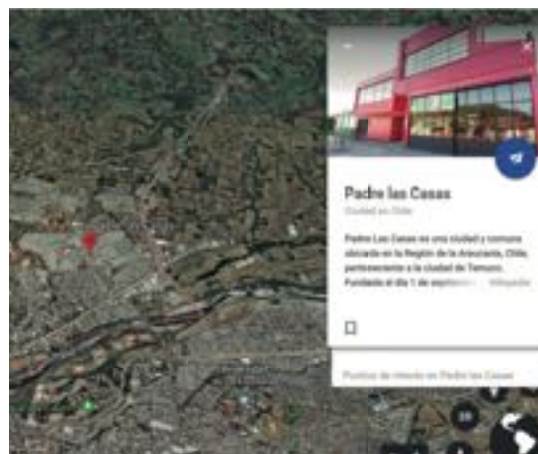 Padre las Casas
Ciudad en Chile
Padre Las Casas es una ciudad y comuna
ubicada en la Región de la Araucanía, Chile,
perteneciente a la ciudad de Temuco.
Fundada el día 1 de septiembre Wikipedia
Puntos de interés en Padre las Casas